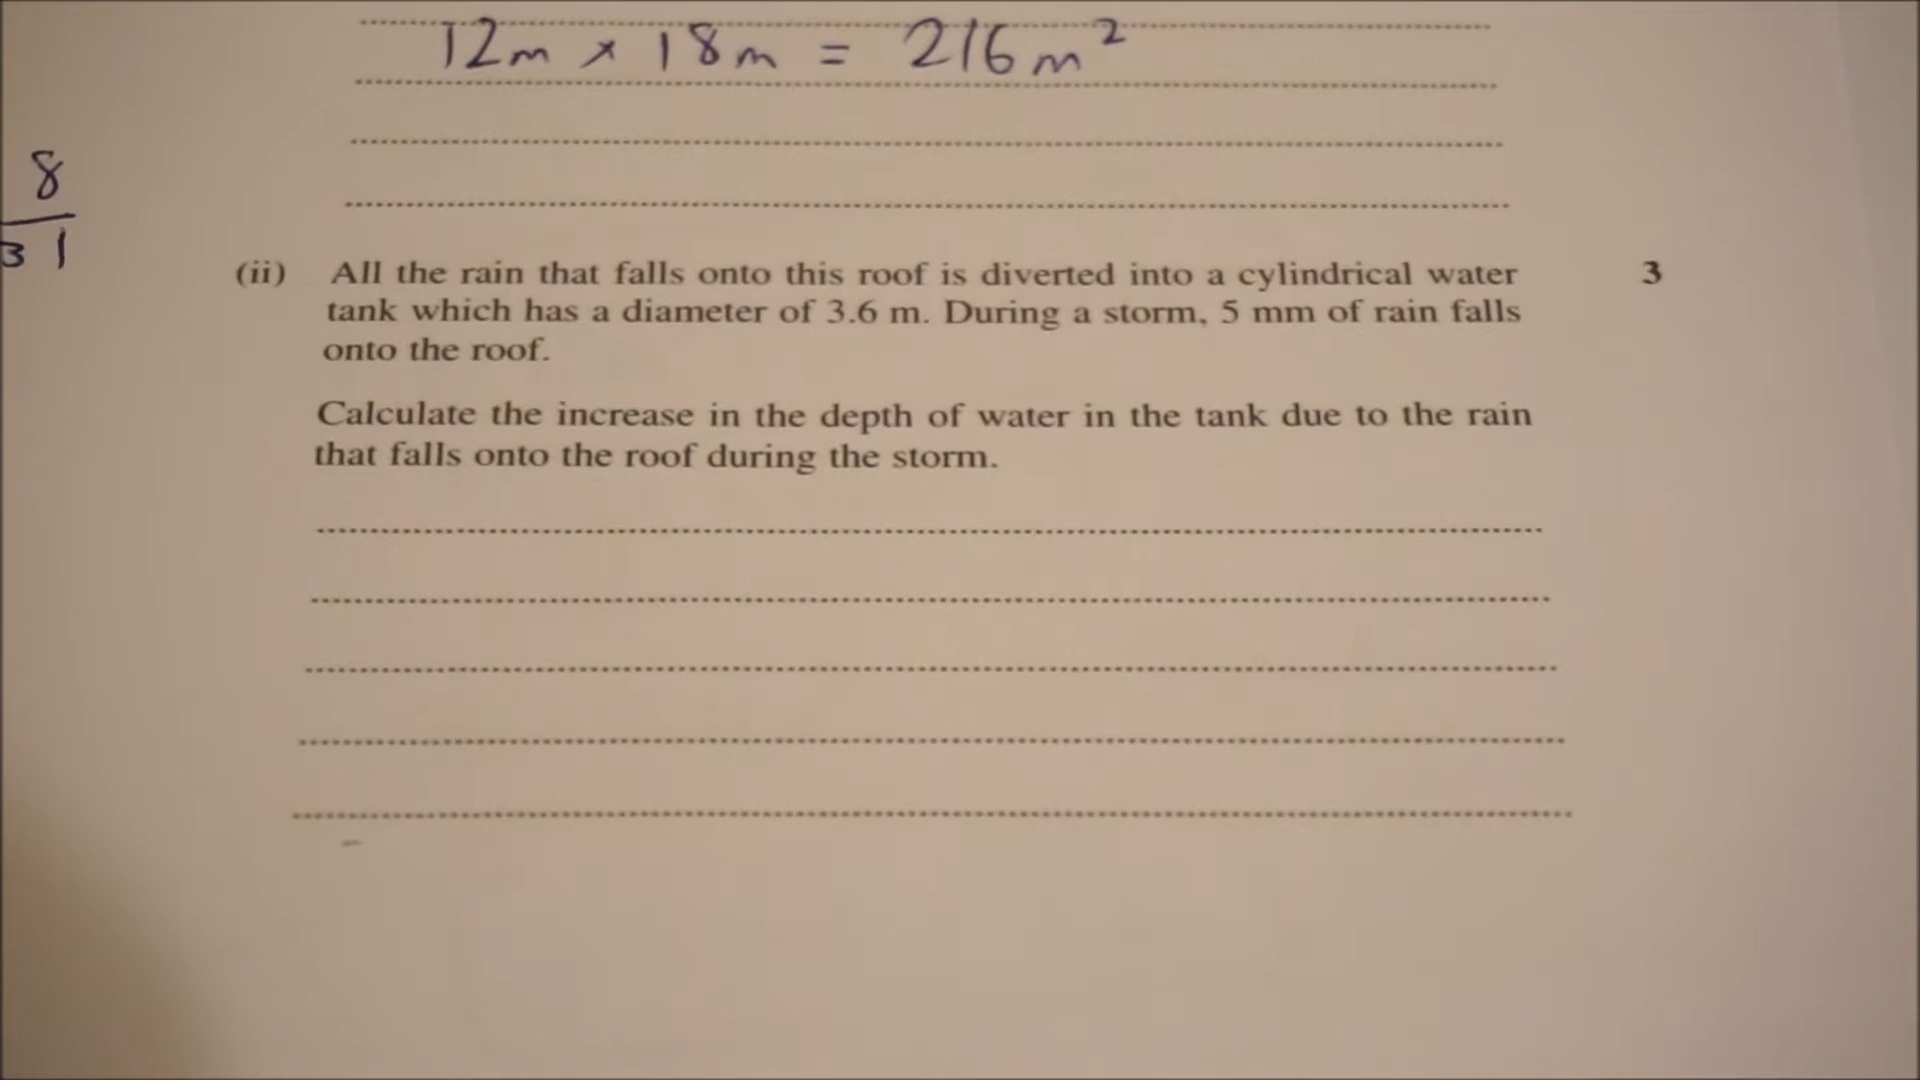 12m × 18m = 216m²
8
31
(ii) All the rain that falls onto this roof is diverted into a cylindrical water 3
tank which has a diameter of 3.6 m. During a storm, 5 mm of rain falls
onto the roof.
Calculate the increase in the depth of water in the tank due to the rain
that falls onto the roof during the storm.